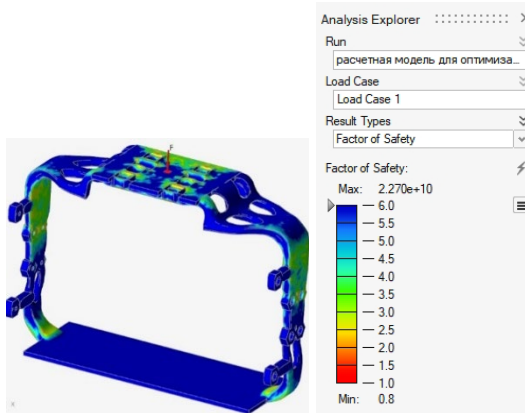 Analysis Explorer
Run
расчетная модель для оптимиза...
Load Case
Load Case 1
Result Types
Factor of Safety
Factor of Safety:
Max: 2.270e+10
6.0
5.5
5.0
4.5
4.0
3.5
3.0
2.5
2.0
1.5
1.0
Min: 0.8
F
x